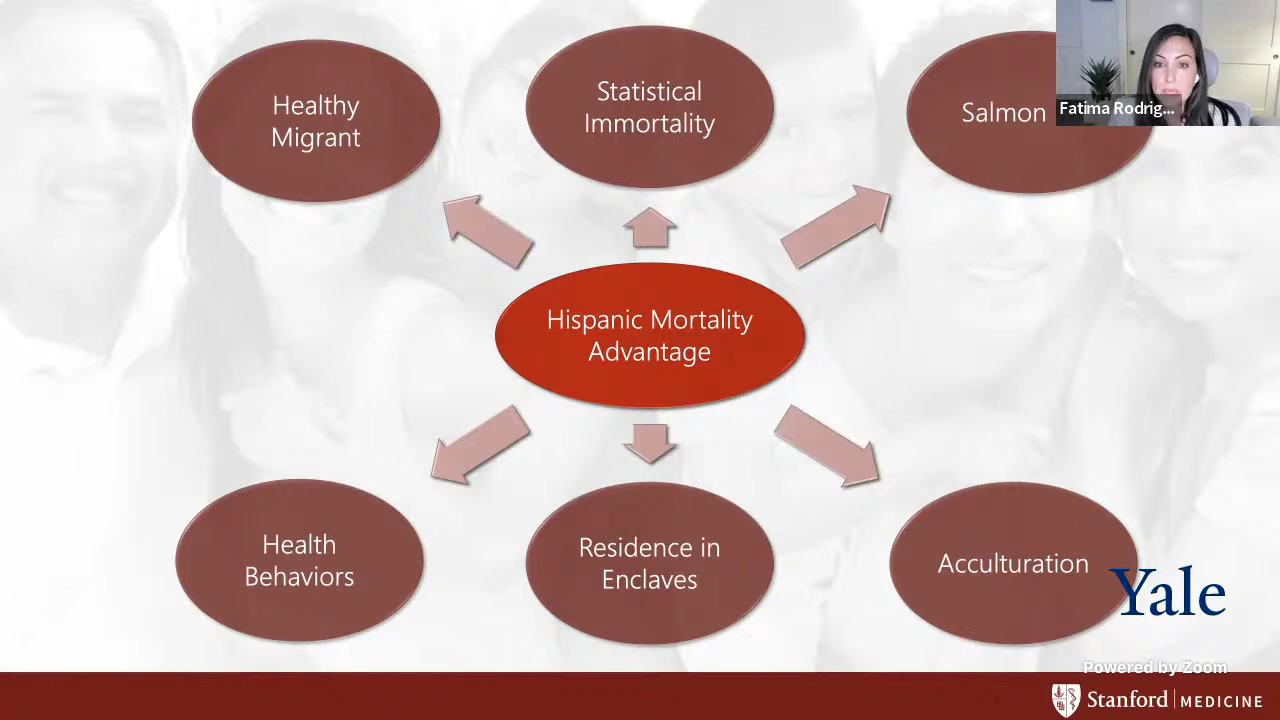 Healthy
Migrant
Statistical
Immortality
Salmon
Fatima Rodrig...
Hispanic Mortality
Advantage
Health
Behaviors
Residence in
Enclaves
Acculturation
Yale
Powered by Zoom
Stanford MEDICINE